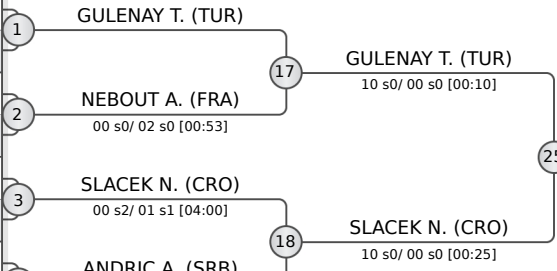 GULENAY T. (TUR)
1
17
GULENAY T. (TUR)
10 s0/ 00 s0 [00:10]
NEBOUT A. (FRA)
2
00 s0/ 02 s0 [00:53]
25
SLACEK N. (CRO)
3
00 s2/ 01 s1 [04:00]
18
SLACEK N. (CRO)
10 s0/ 00 s0 [00:25]
ANDRIC A. (SRB)